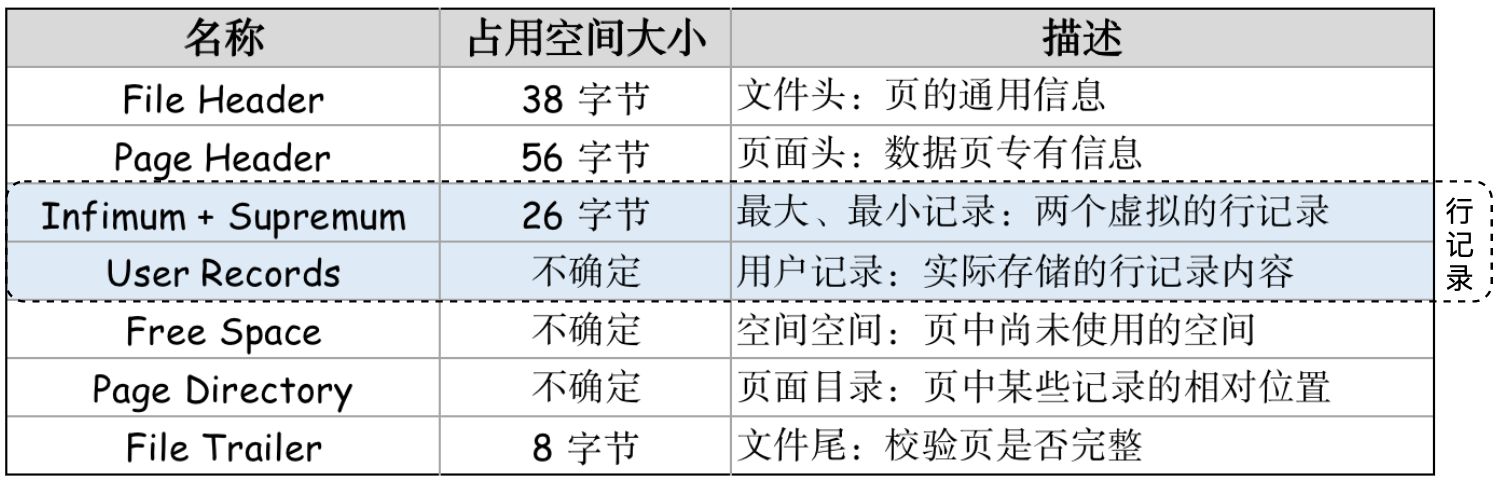 名称 占用空间大小 描述
File Header 38 字节 文件头：页的通用信息
Page Header 56 字节 页面头：数据页专有信息
Infimum + Supremum 26 字节 最大、最小记录：两个虚拟的行记录
User Records 不确定 用户记录：实际存储的行记录内容
行记录
Free Space 不确定 空间空间：页中尚未使用的空间
Page Directory 不确定 页面目录：页中某些记录的相对位置
File Trailer 8 字节 文件尾：校验页是否完整